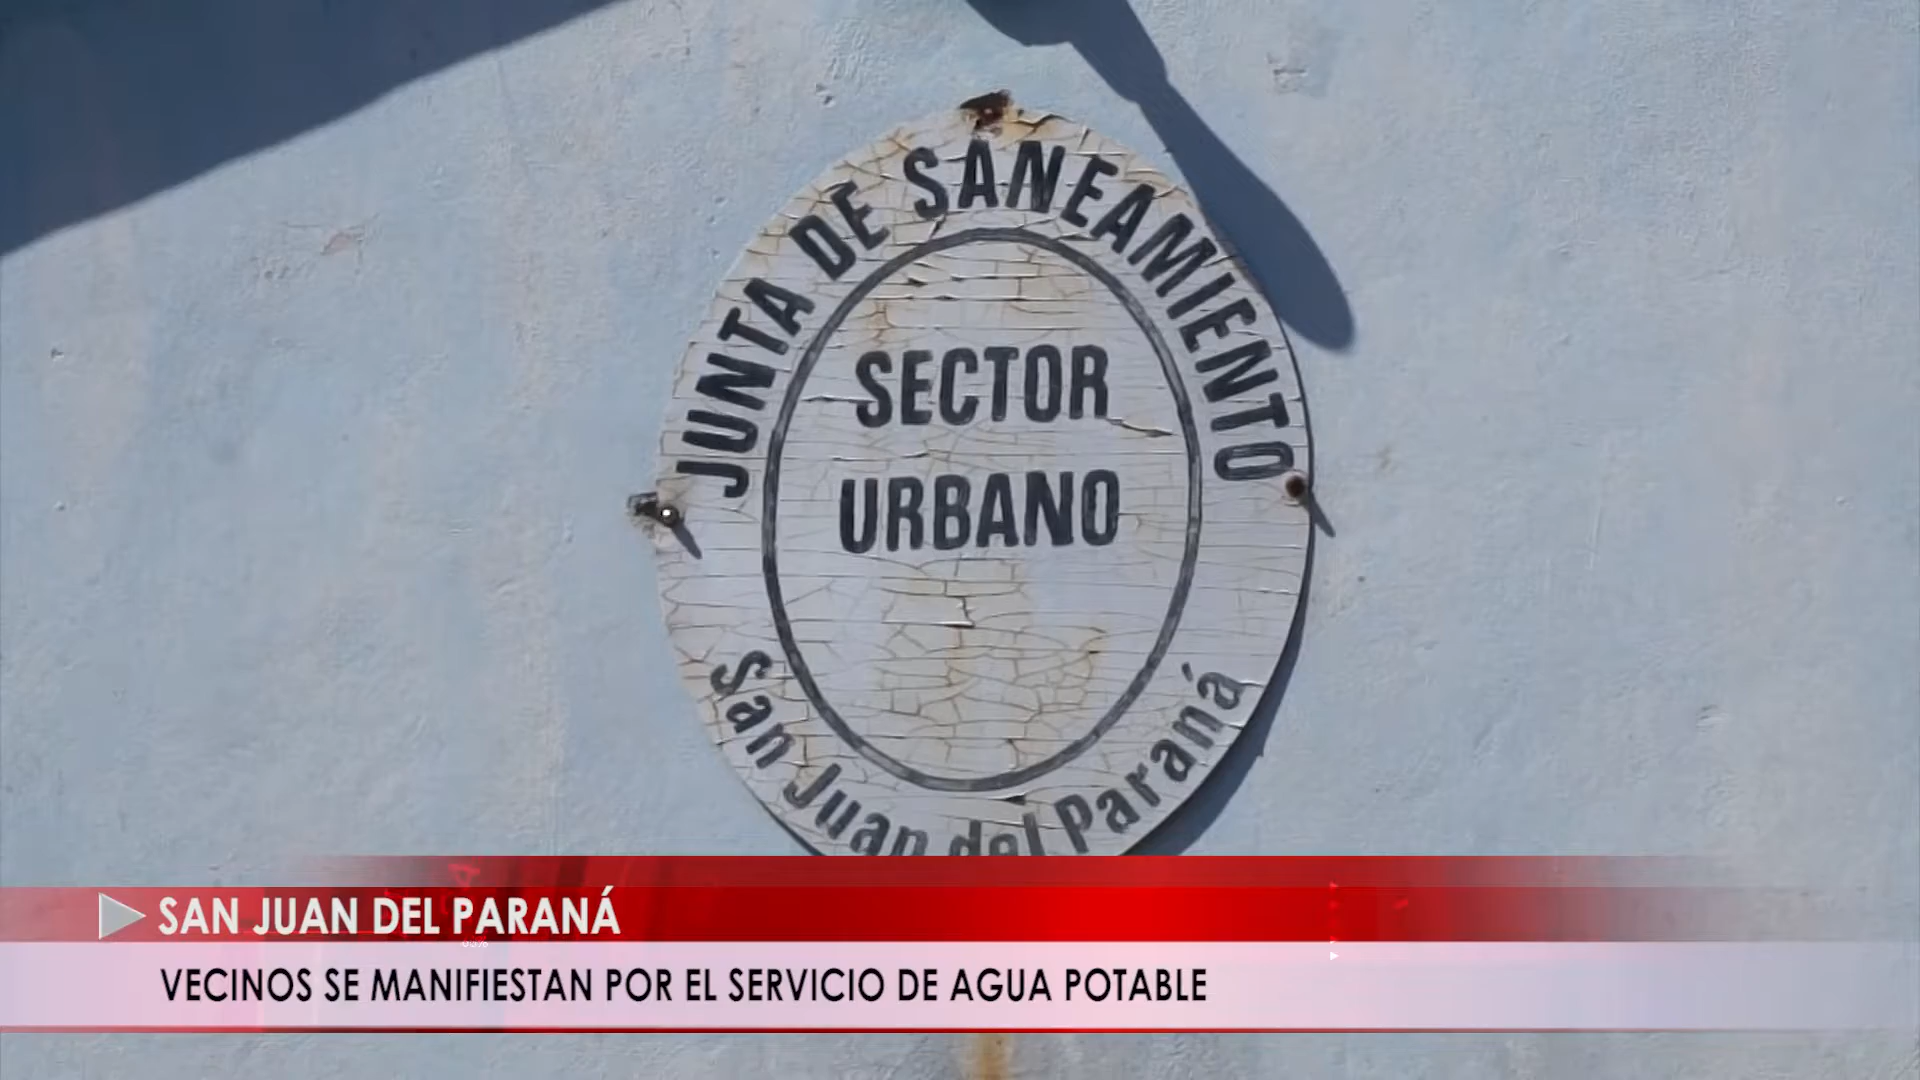 JUNTA DE SANEAMIENTO
SECTOR
URBANO
San Juan del Paraná
SAN JUAN DEL PARANÁ
VECINOS SE MANIFIESTAN POR EL SERVICIO DE AGUA POTABLE